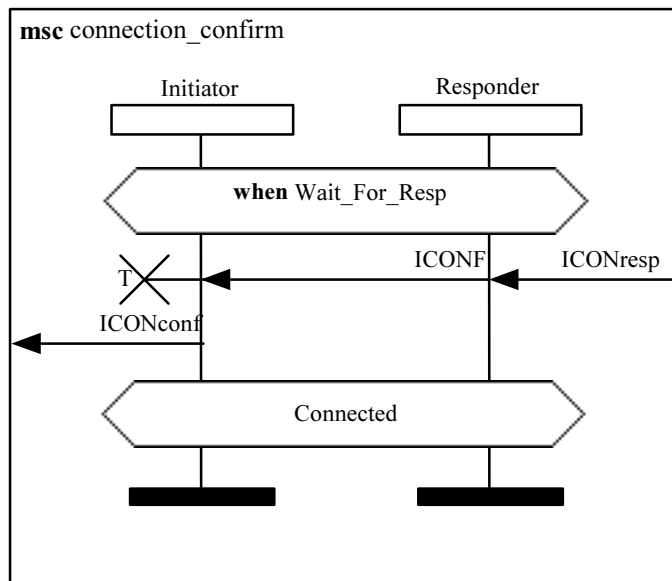 msc connection_confirm
Initiator Responder
when Wait_For_Resp
ICONF ICONresp
T
ICONconf
Connected